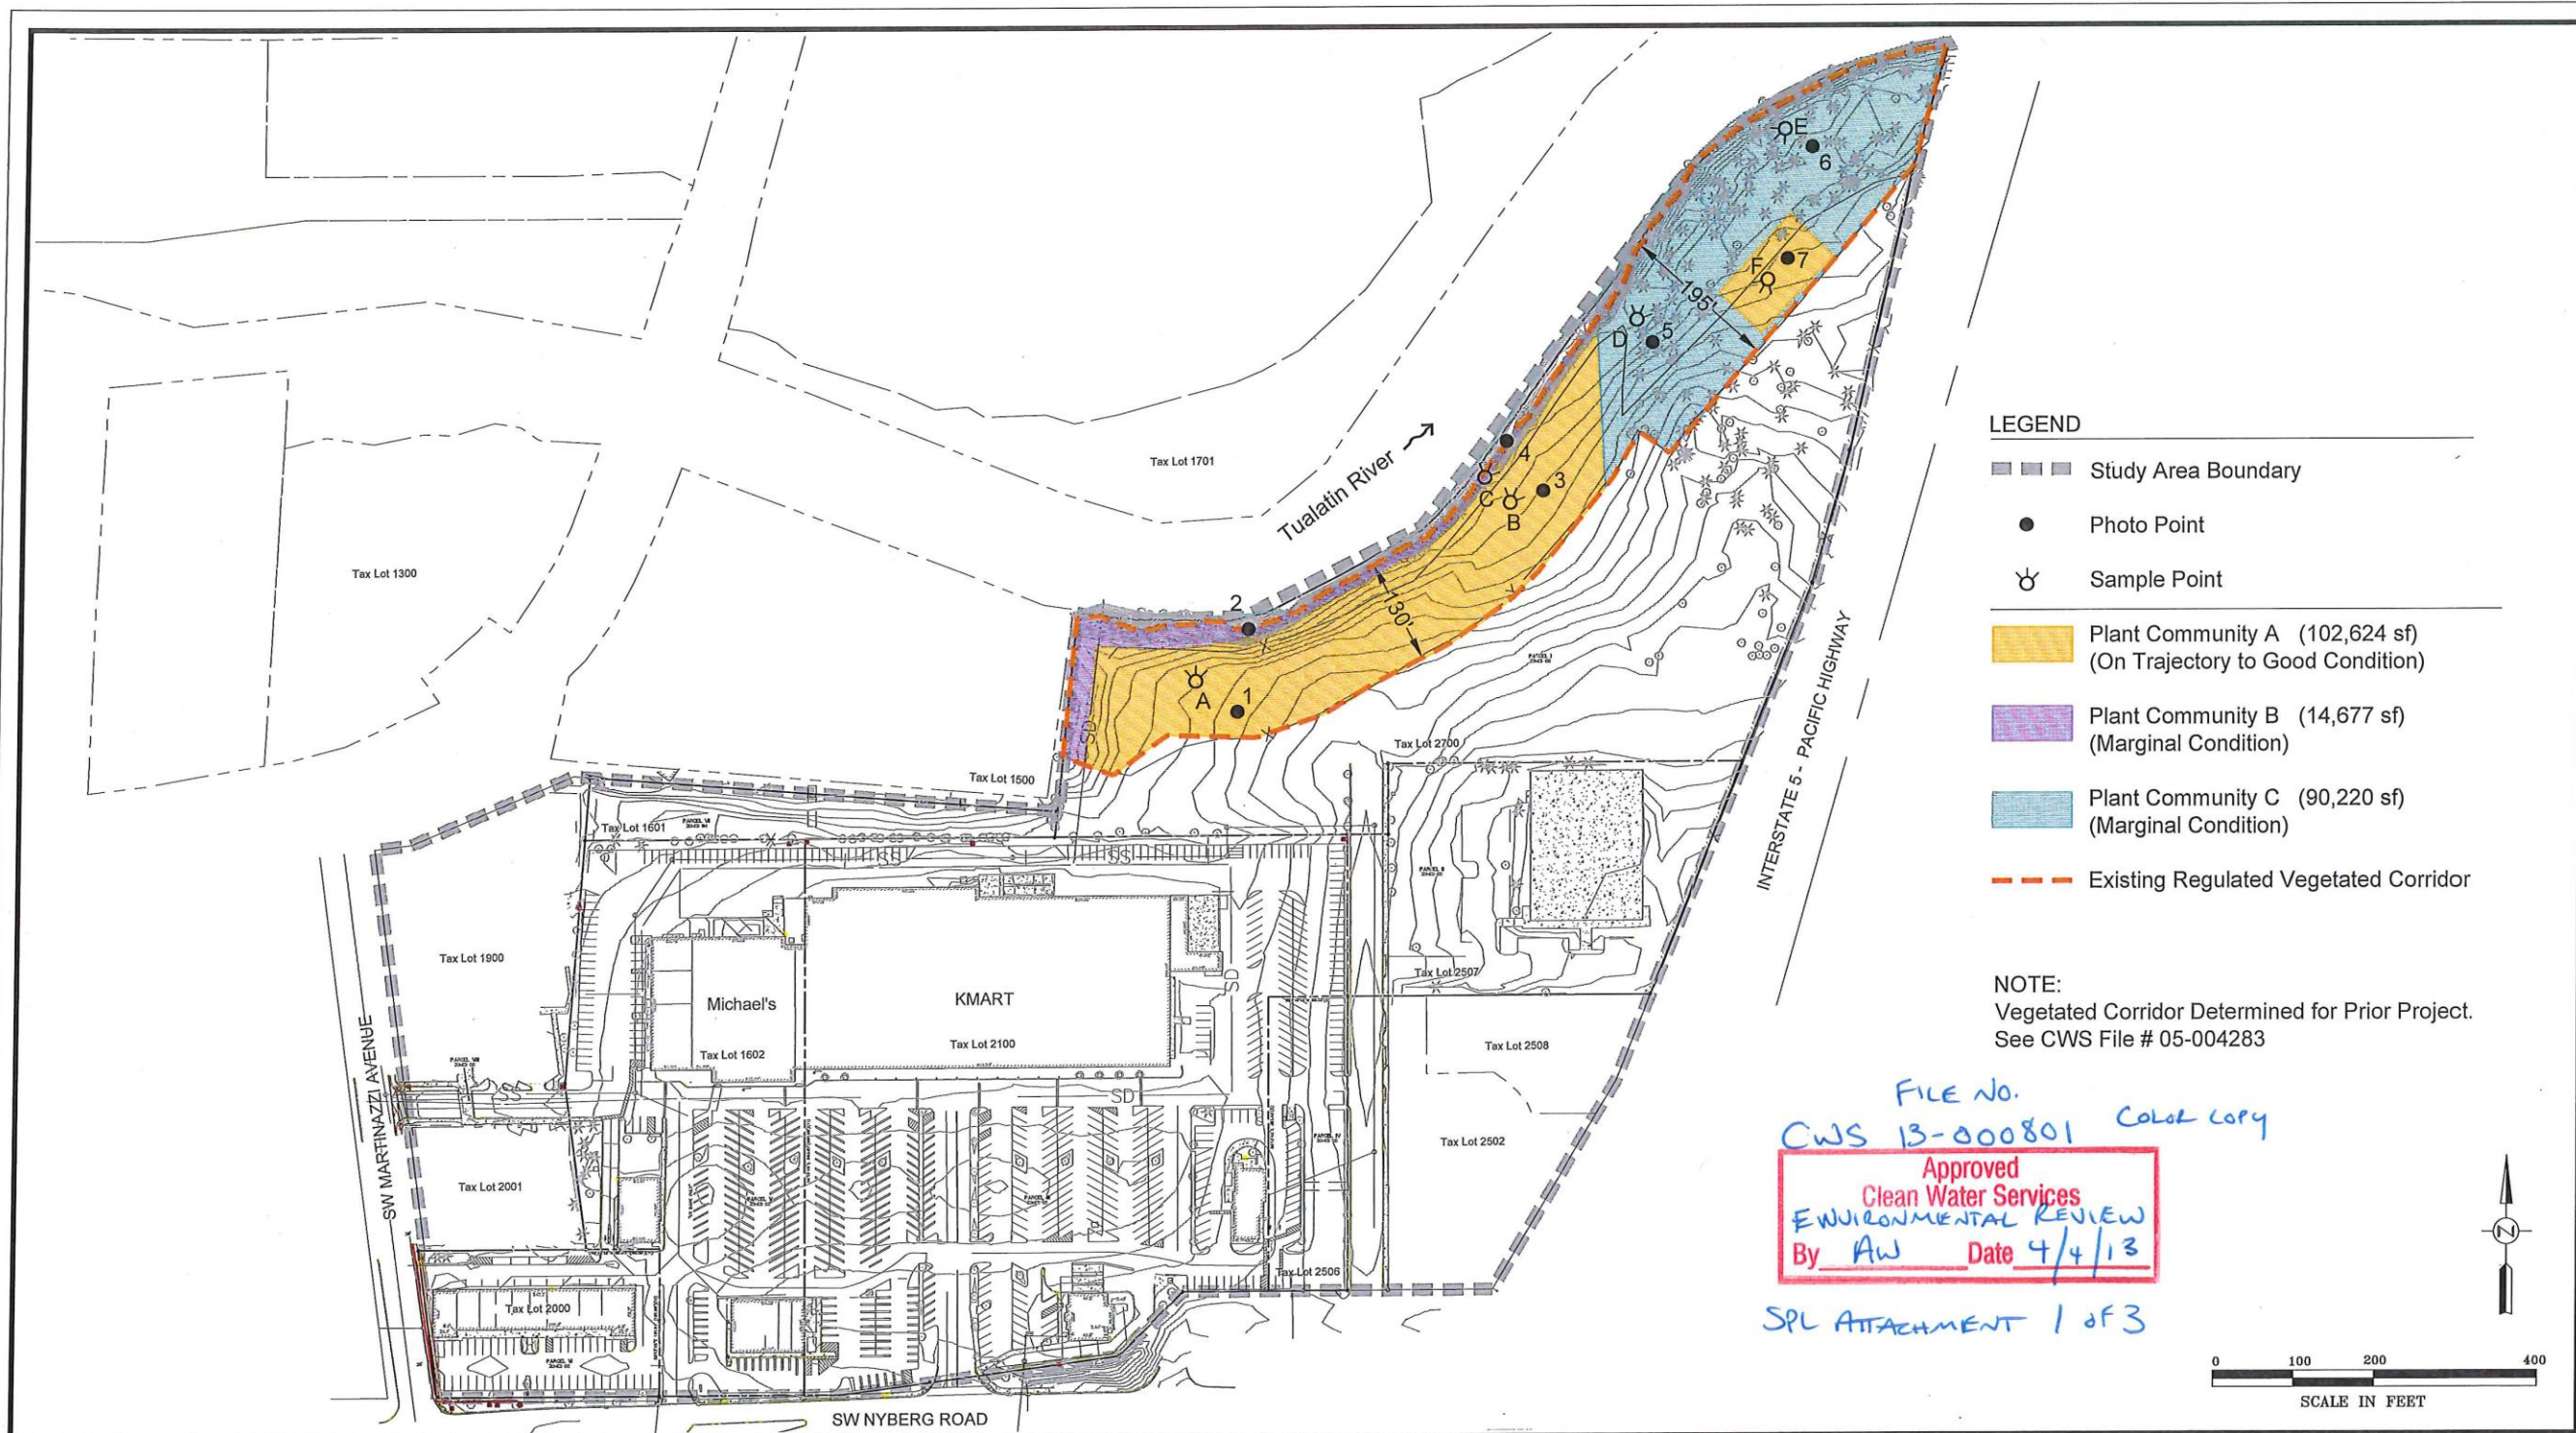 Tax Lot 1701
Tualatin River
Tax Lot 1300
E
6
F
7
195'
D
5
4
C
3
B
2
130'
A
1
SD
Tax Lot 2700
Tax Lot 1500
Tax Lot 1601
SS
SS
INTERSTATE 5 - PACIFIC HIGHWAY
Tax Lot 1900
Michael's
KMART
Tax Lot 1602
Tax Lot 2100
SD
Tax Lot 2507
Tax Lot 2508
SW MARTINAZZI AVENUE
SS
SD
Tax Lot 2502
Tax Lot 2001
Tax Lot 2506
Tax Lot 2000
SW NYBERG ROAD
LEGEND
Study Area Boundary
Photo Point
Sample Point
Plant Community A (102,624 sf)
(On Trajectory to Good Condition)
Plant Community B (14,677 sf)
(Marginal Condition)
Plant Community C (90,220 sf)
(Marginal Condition)
Existing Regulated Vegetated Corridor
NOTE:
Vegetated Corridor Determined for Prior Project.
See CWS File # 05-004283
FILE NO.
CWS 13-000801 COLOR COPY
Approved
Clean Water Services
ENVIRONMENTAL REVIEW
By AW Date 4/4/13
SPL ATTACHMENT 1 OF 3
N
0 100 200 400
SCALE IN FEET